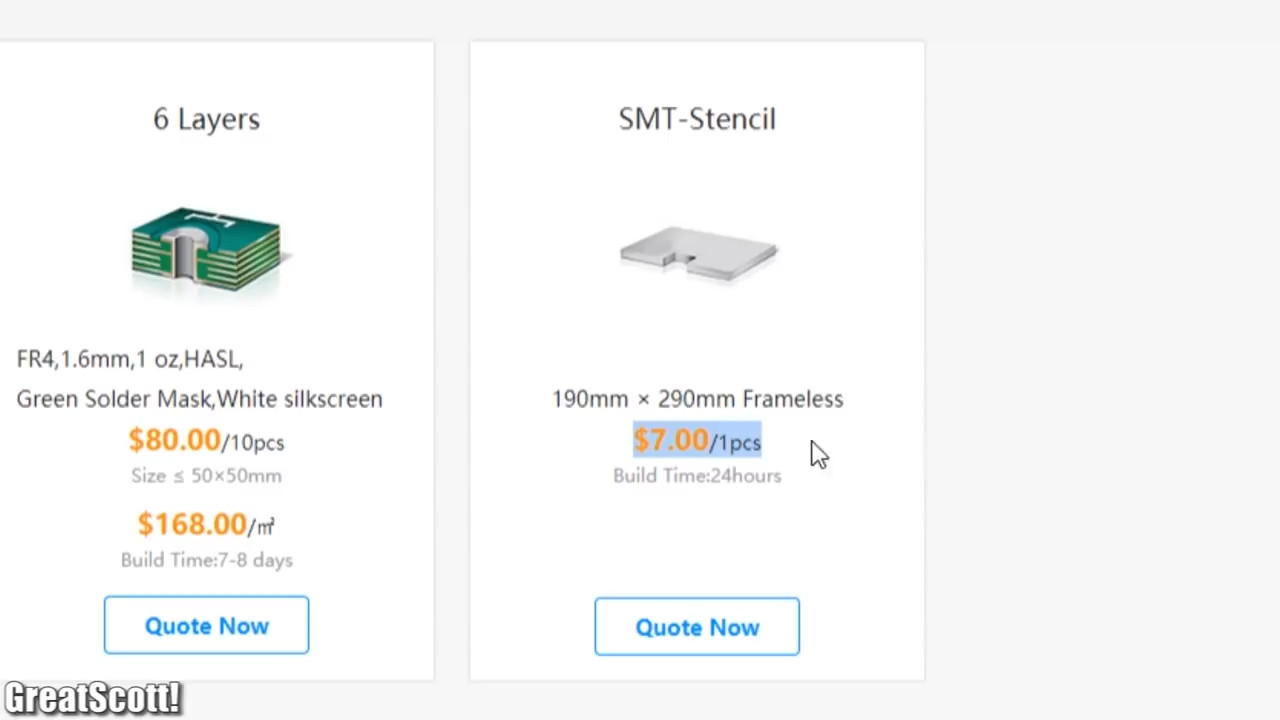 6 Layers
FR4,1.6mm,1 oz,HASL,
Green Solder Mask,White silkscreen
$80.00/10pcs
Size ≤ 50×50mm
$168.00/㎡
Build Time:7-8 days
Quote Now
SMT-Stencil
190mm × 290mm Frameless
$7.00/1pcs
Build Time:24hours
Quote Now
GreatScott!